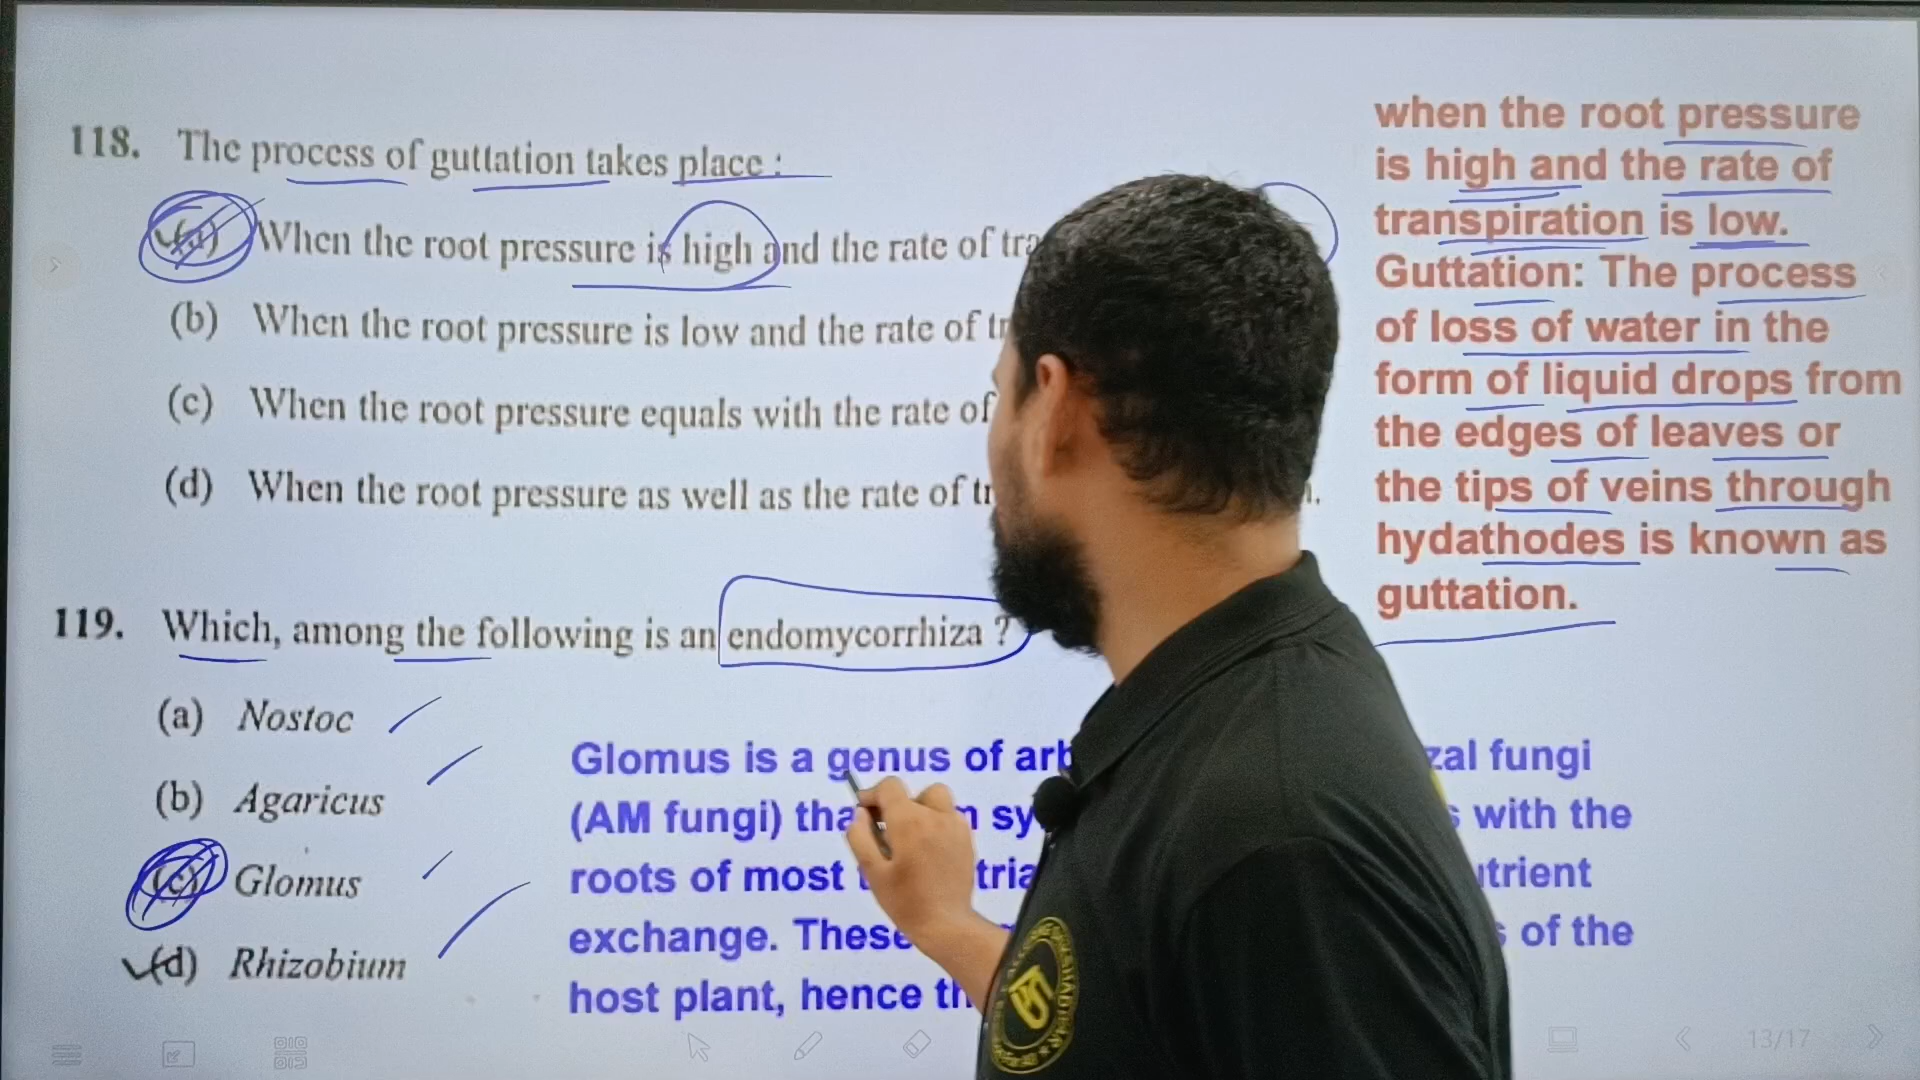 118. The process of guttation takes place :
(a) When the root pressure is high and the rate of
(b) When the root pressure is low and the rate of
(c) When the root pressure equals with the rate of
(d) When the root pressure as well as the rate of
when the root pressure
is high and the rate of
transpiration is low.
Guttation: The process
of loss of water in the
form of liquid drops from
the edges of leaves or
the tips of veins through
hydathodes is known as
guttation.
119. Which, among the following is an endomycorrhiza ?
(a) Nostoc
(b) Agaricus
(c) Glomus
(d) Rhizobium
Glomus is a genus of fungi
(AM fungi) with the
roots of most
exchange. These of the
host plant, hence
13/17